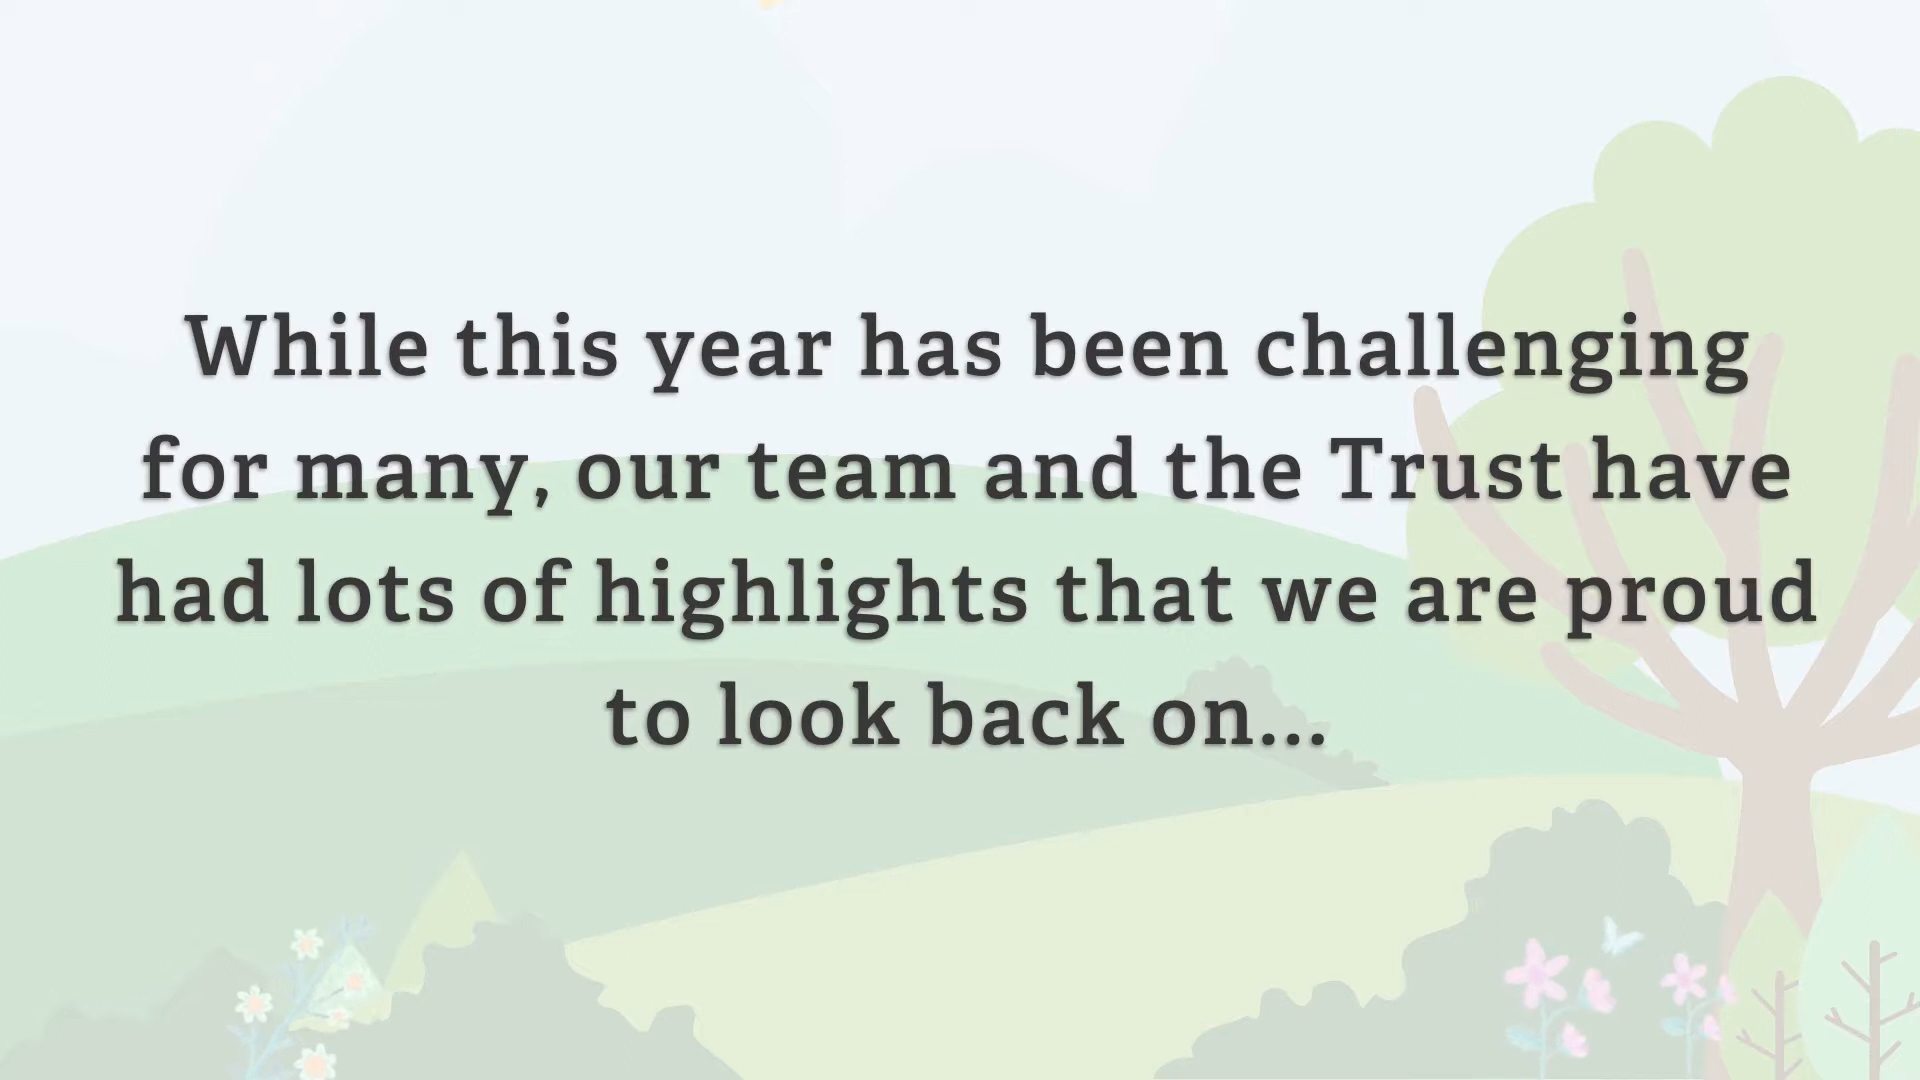 While this year has been challenging
for many, our team and the Trust have
had lots of highlights that we are proud
to look back on...